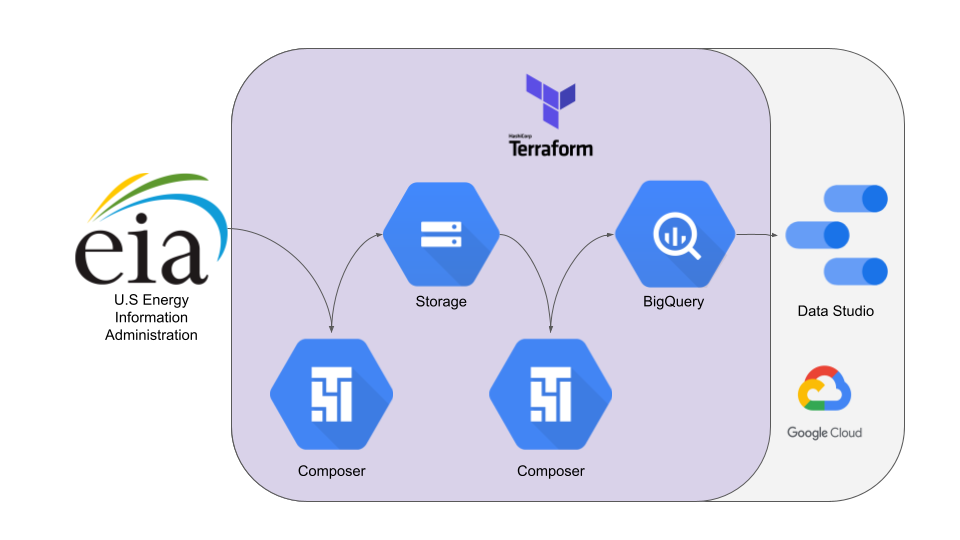 HashiCorp
Terraform
eia
U.S Energy
Information
Administration
Storage
BigQuery
Data Studio
Composer
Composer
Google Cloud